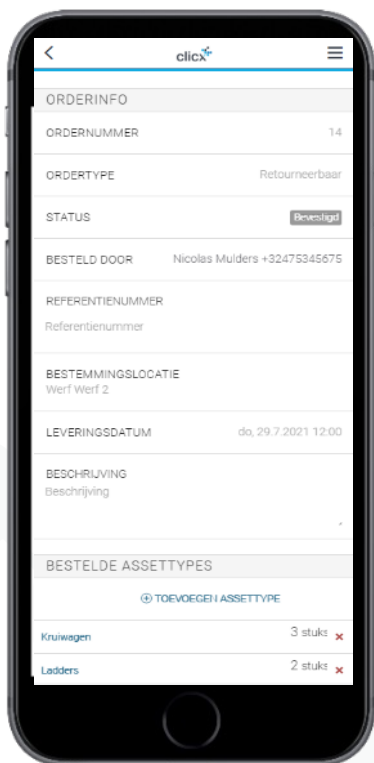 clicx
ORDERINFO
ORDERNUMMER 14
ORDERTYPE Retourneerbaar
STATUS Bevestigd
BESTELD DOOR Nicolas Mulders +32475345675
REFERENTIENUMMER
Referentienummer
BESTEMMINGSLOCATIE
Werf Werf 2
LEVERINGSDATUM do, 29.7.2021 12:00
BESCHRIJVING
Beschrijving
BESTELDE ASSETTYPES
TOEVOEGEN ASSETTYPE
Kruiwagen 3 stuks
Ladders 2 stuks